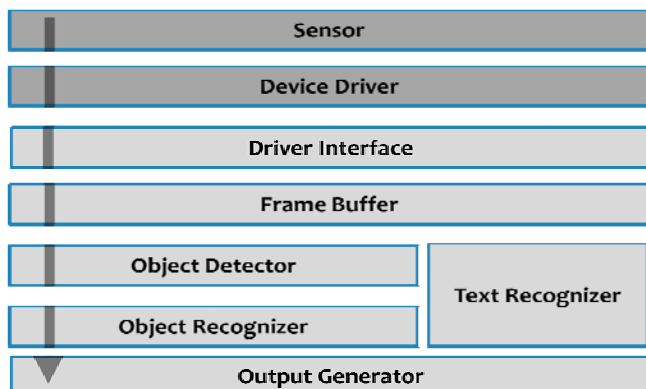 Sensor
Device Driver
Driver Interface
Frame Buffer
Object Detector
Text Recognizer
Object Recognizer
Output Generator